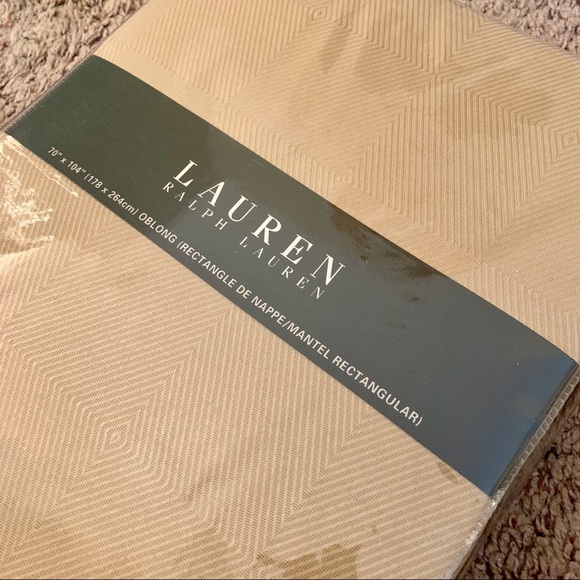 LAUREN
RALPH LAUREN
70" x 104" (178 x 264cm) OBLONG (RECTANGLE DE NAPPE/MANTEL RECTANGULAR)